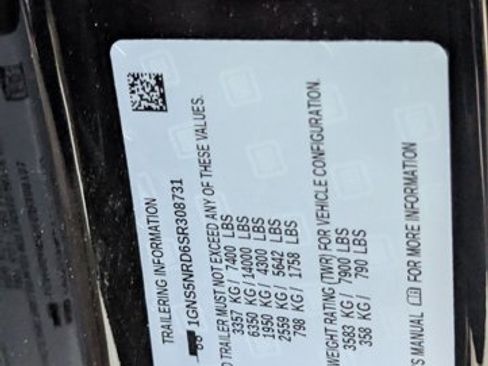 TRAILERING INFORMATION
1GNS5NRD6SR308731
D TRAILER MUST NOT EXCEED ANY OF THESE VALUES.
3357 KG / 7400 LBS
6350 KG / 14000 LBS
1950 KG / 4300 LBS
2559 KG / 5642 LBS
798 KG / 1758 LBS
WEIGHT RATING (TWR) FOR VEHICLE CONFIGURATION.
3583 KG / 7900 LBS
358 KG / 790 LBS
S MANUAL FOR MORE INFORMATION